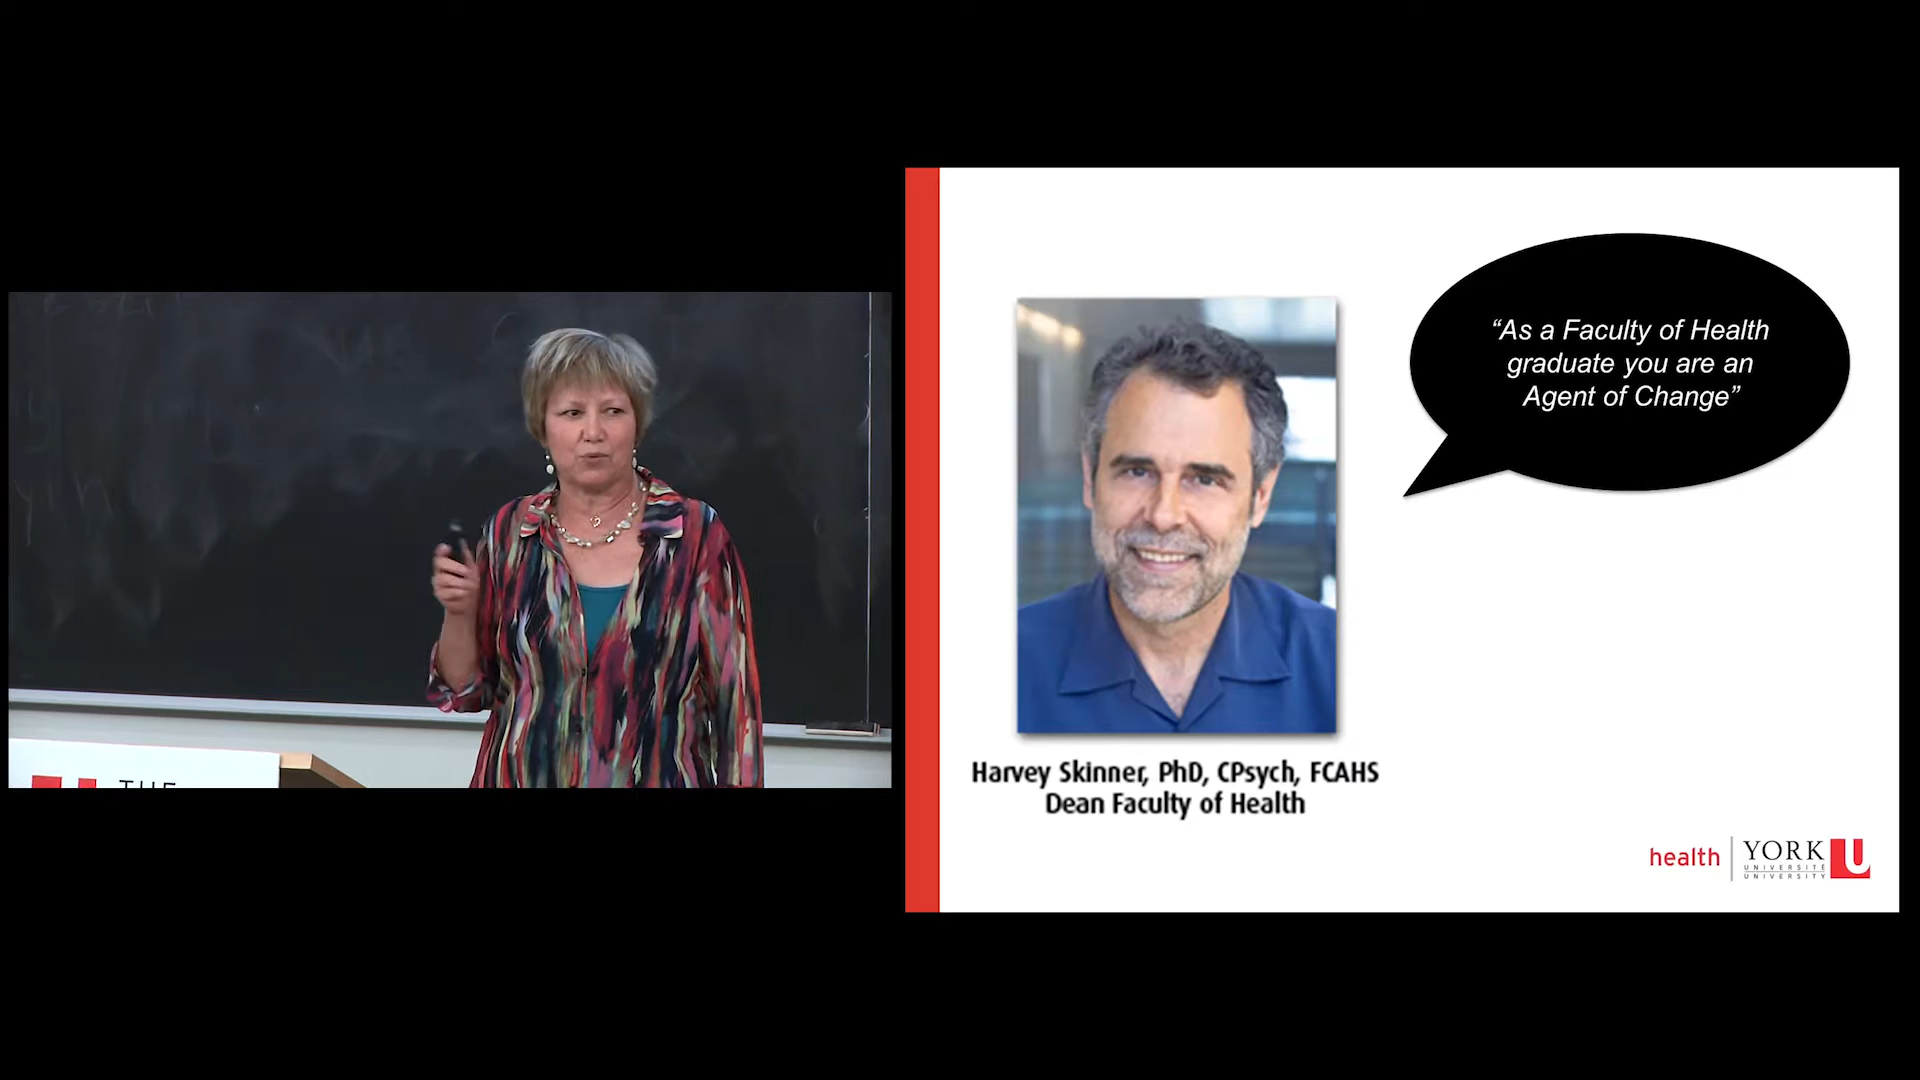 THE
“As a Faculty of Health
graduate you are an
Agent of Change”
Harvey Skinner, PhD, CPsych, FCAHS
Dean Faculty of Health
health
YORK
UNIVERSITÉ
UNIVERSITY
U